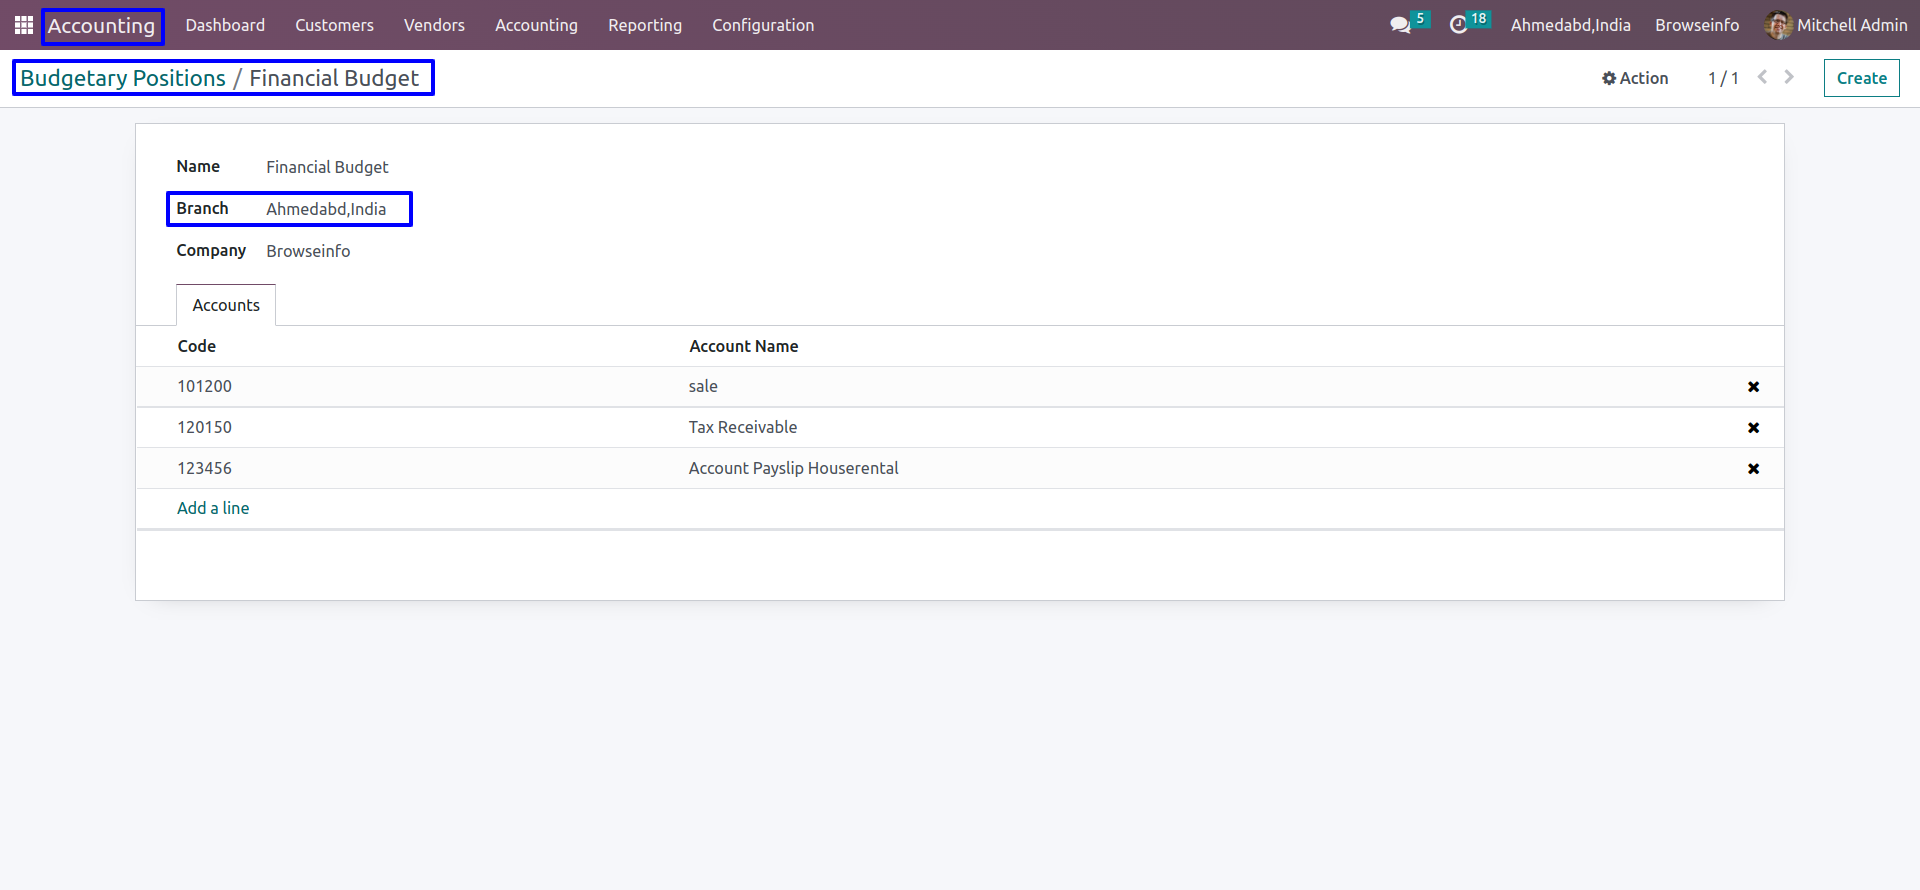 Accounting Dashboard Customers Vendors Accounting Reporting Configuration 5 18 Ahmedabd,India Browseinfo Mitchell Admin
Budgetary Positions / Financial Budget Action 1 / 1 Create
Name Financial Budget
Branch Ahmedabd,India
Company Browseinfo
Accounts
Code Account Name
101200 sale
120150 Tax Receivable
123456 Account Payslip Houserental
Add a line